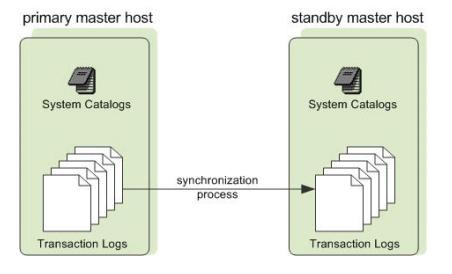 primary master host
standby master host
System Catalogs
System Catalogs
synchronization
process
Transaction Logs
Transaction Logs